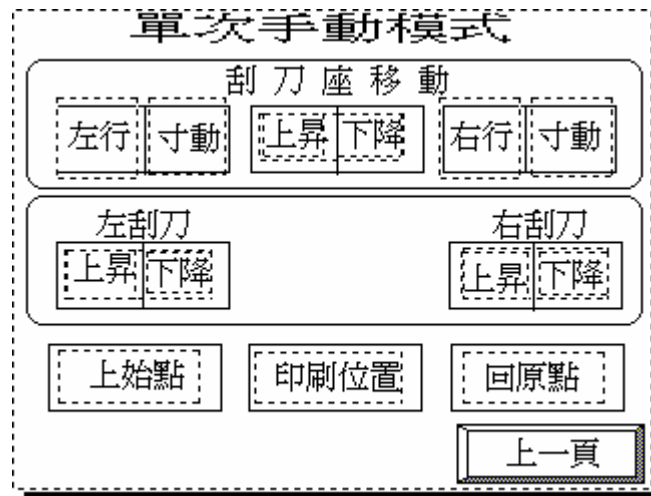 單次手動模式
刮刀座移動
左行 寸動 上昇 下降 右行 寸動
左刮刀 右刮刀
上昇 下降 上昇 下降
上始點 印刷位置 回原點
上一頁